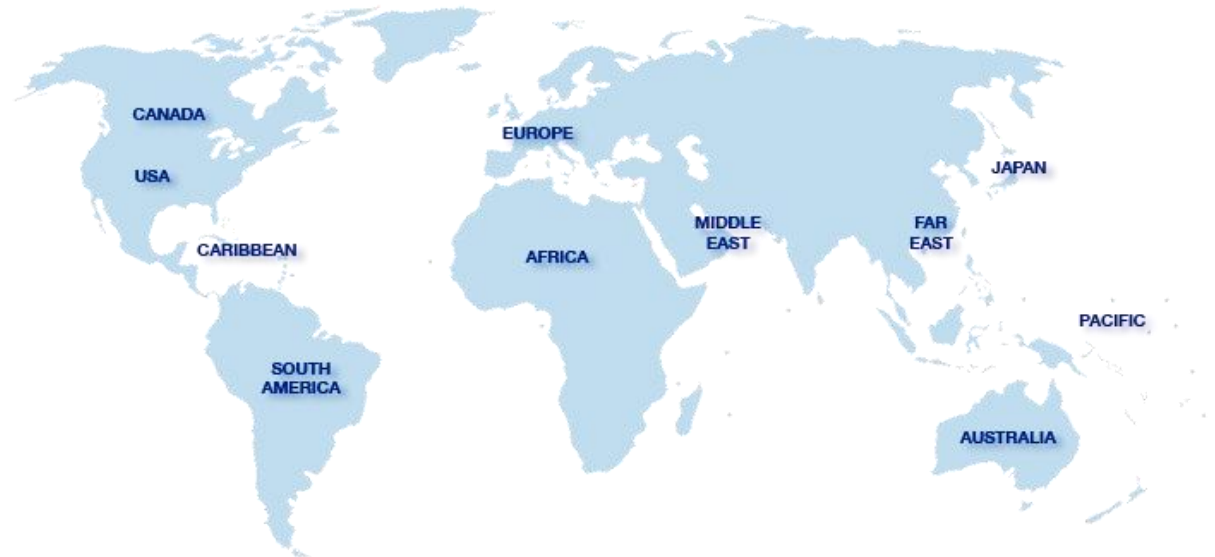 CANADA
USA
CARIBBEAN
SOUTH
AMERICA
EUROPE
AFRICA
MIDDLE
EAST
FAR
EAST
JAPAN
PACIFIC
AUSTRALIA